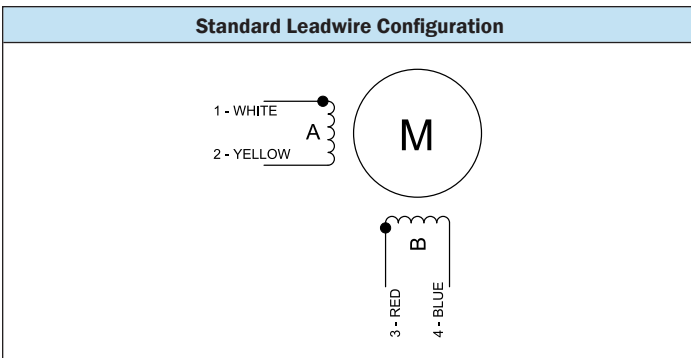 Standard Leadwire Configuration
1 - WHITE
A
2 - YELLOW
M
B
3 - RED
4 - BLUE